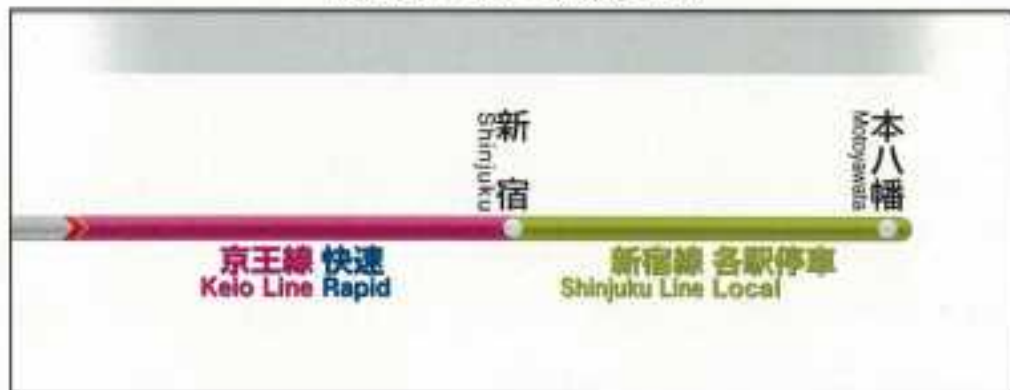 新宿
Shinjuku
本八幡
Motoyawata
京王線 快速
Keio Line Rapid
新宿線 各駅停車
Shinjuku Line Local